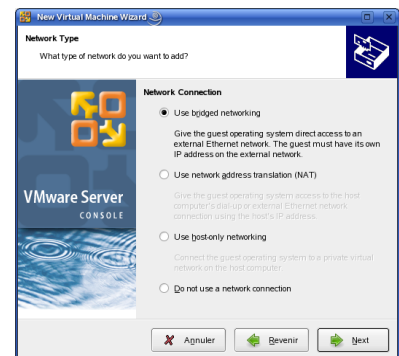 New Virtual Machine Wizard
Network Type
What type of network do you want to add?
Network Connection
Use bridged networking
Give the guest operating system direct access to an
external Ethernet network. The guest must have its own
IP address on the external network.
Use network address translation (NAT)
Give the guest operating system access to the host
computer's dial-up or external Ethernet network
connection using the host's IP address.
Use host-only networking
Connect the guest operating system to a private virtual
network on the host computer.
Do not use a network connection
VMware Server
CONSOLE
Annuler
Revenir
Next